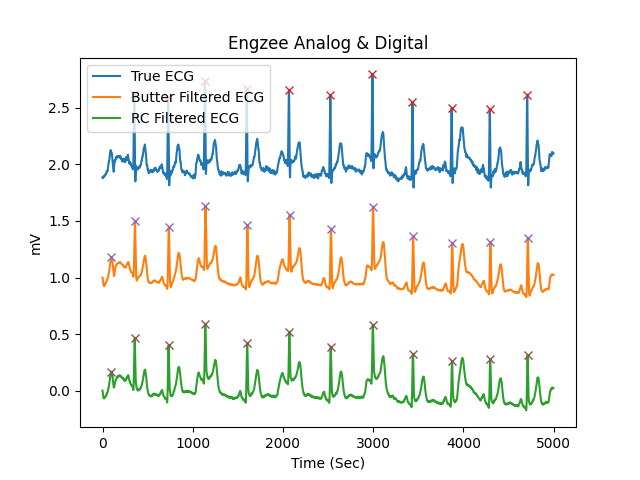 Engzee Analog & Digital
True ECG
Butter Filtered ECG
RC Filtered ECG
mV
2.5
2.0
1.5
1.0
0.5
0.0
0 1000 2000 3000 4000 5000
Time (Sec)